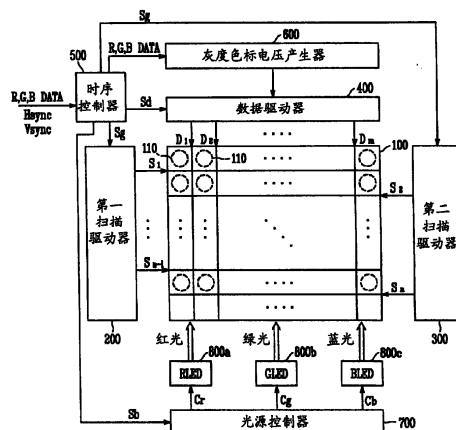 Sg
600
500
R,G,B DATA
灰度色标电压产生器
时序控制器
R,G,B DATA
Hsync
Vsync
400
Sd
数据驱动器
Sg
110
D1
D2
110
Dm
100
S1
S2
第一扫描驱动器
第二扫描驱动器
Sn-1
Sn
200
300
红光
绿光
蓝光
800a
800b
800c
RLED
GLED
BLED
Cr
Cg
Cb
Sb
光源控制器
700